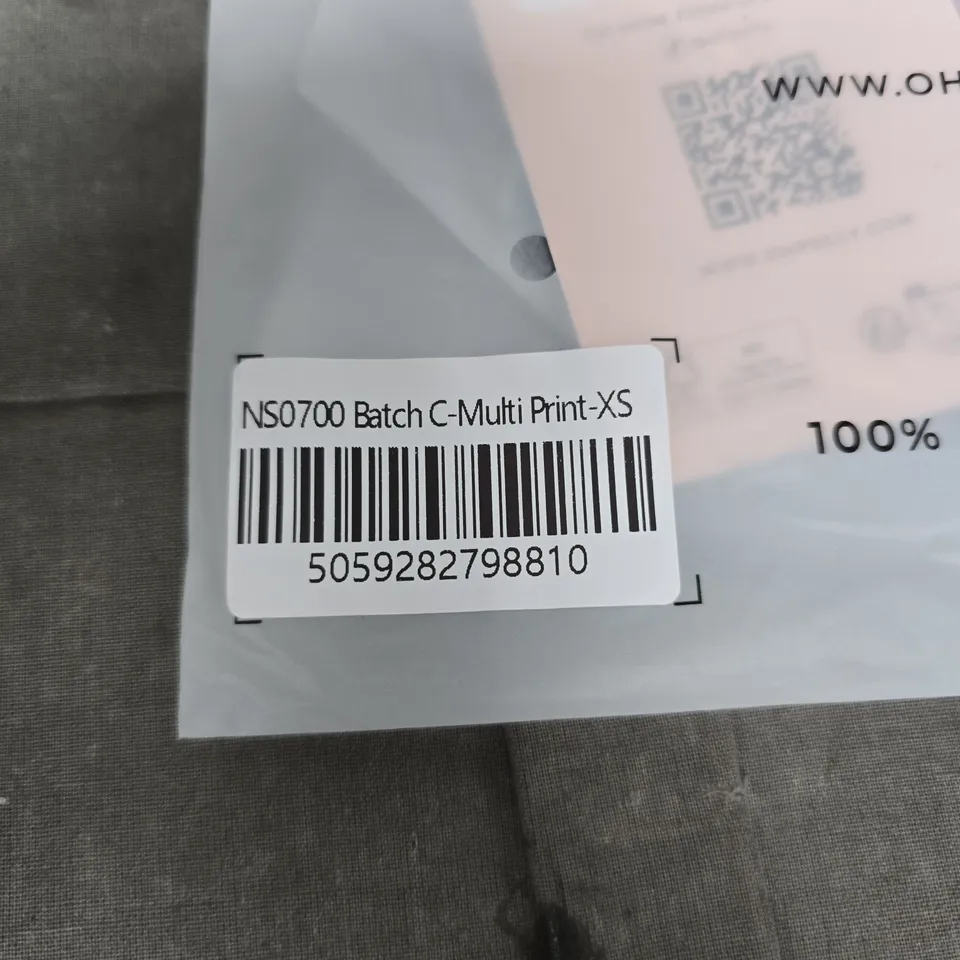 WWW.OH
100%
NS0700 Batch C-Multi Print-XS
5059282798810